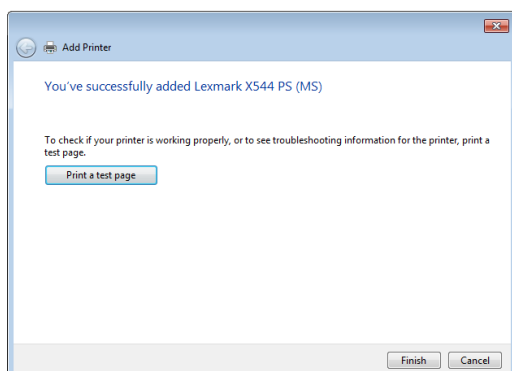 Add Printer
You've successfully added Lexmark X544 PS (MS)
To check if your printer is working properly, or to see troubleshooting information for the printer, print a
test page.
Print a test page
Finish Cancel